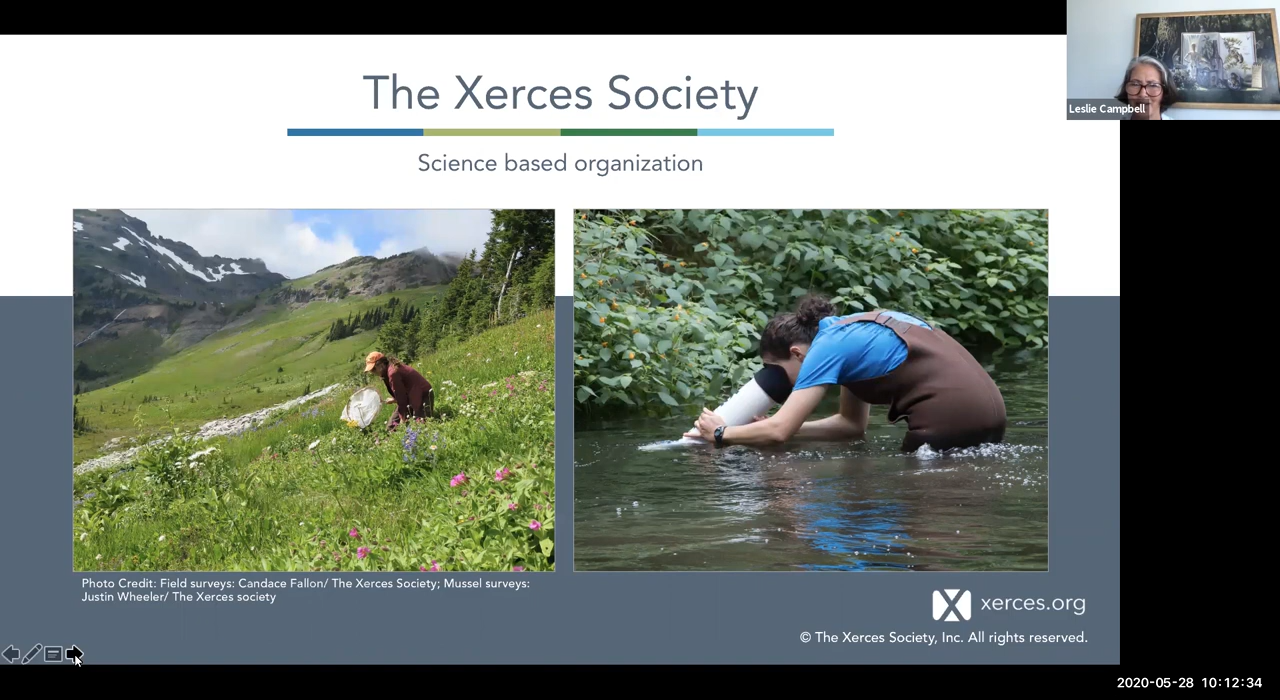 The Xerces Society
Science based organization
Leslie Campbell
Photo Credit: Field surveys: Candace Fallon/ The Xerces Society; Mussel surveys:
Justin Wheeler/ The Xerces society
xerces.org
© The Xerces Society, Inc. All rights reserved.
2020-05-28 10:12:34